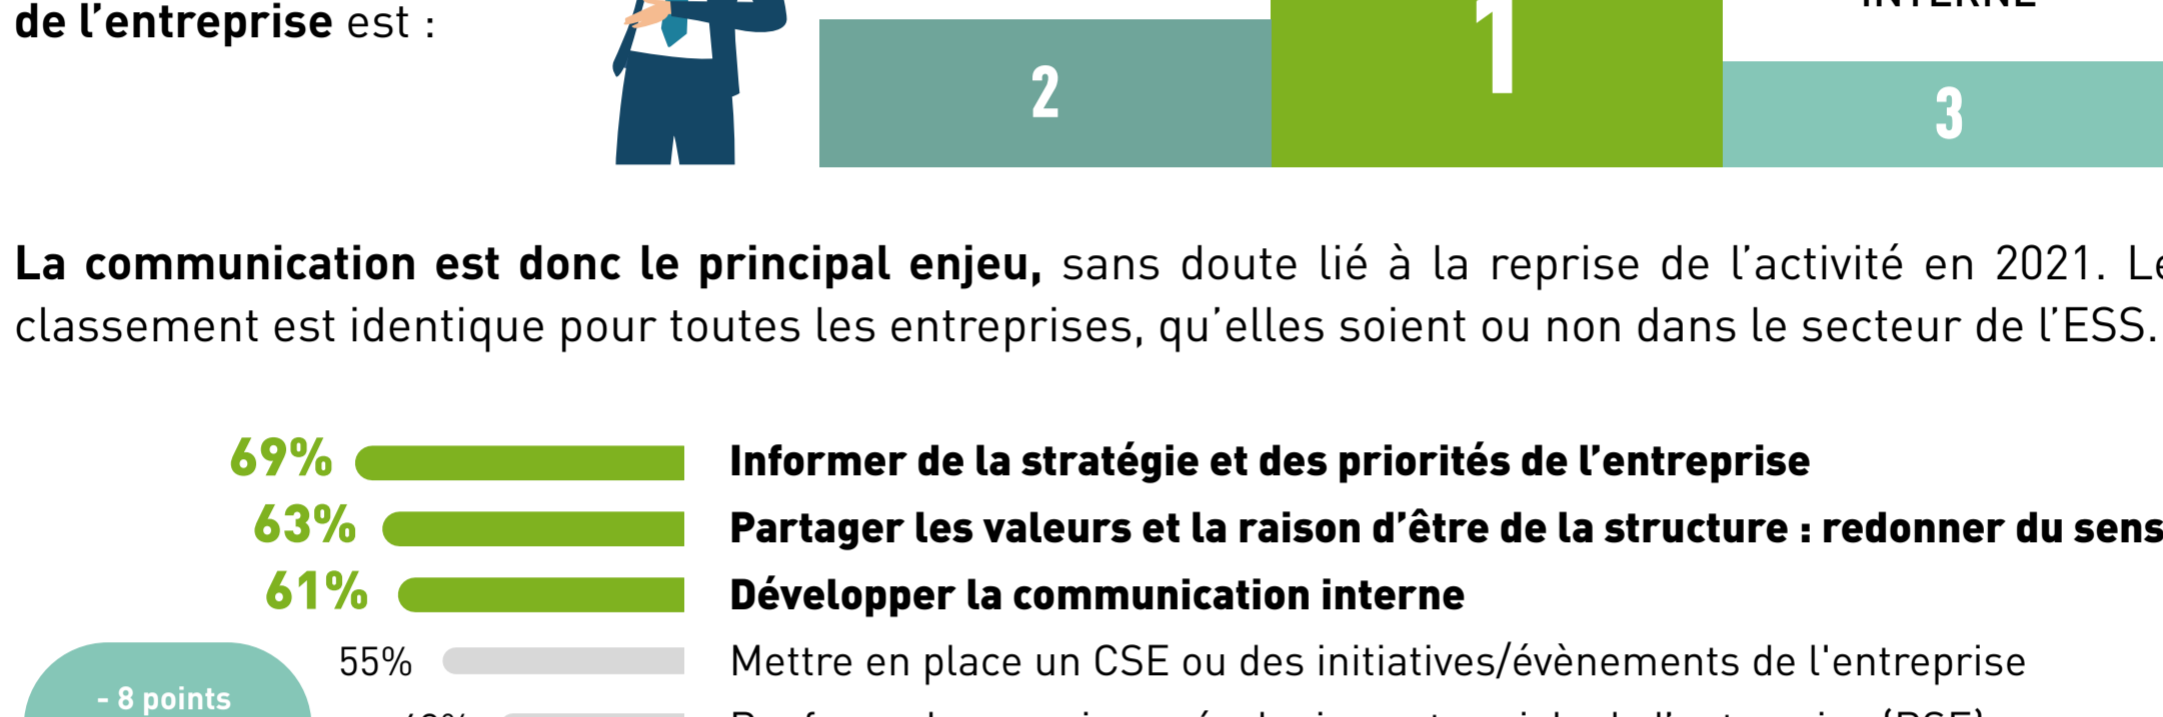 de l’entreprise est :
INTERNE
2
1
3
La communication est donc le principal enjeu, sans doute lié à la reprise de l’activité en 2021. Le
classement est identique pour toutes les entreprises, qu’elles soient ou non dans le secteur de l’ESS.
69% Informer de la stratégie et des priorités de l’entreprise
63% Partager les valeurs et la raison d’être de la structure : redonner du sens
61% Développer la communication interne
55% Mettre en place un CSE ou des initiatives/évènements de l'entreprise
- 8 points